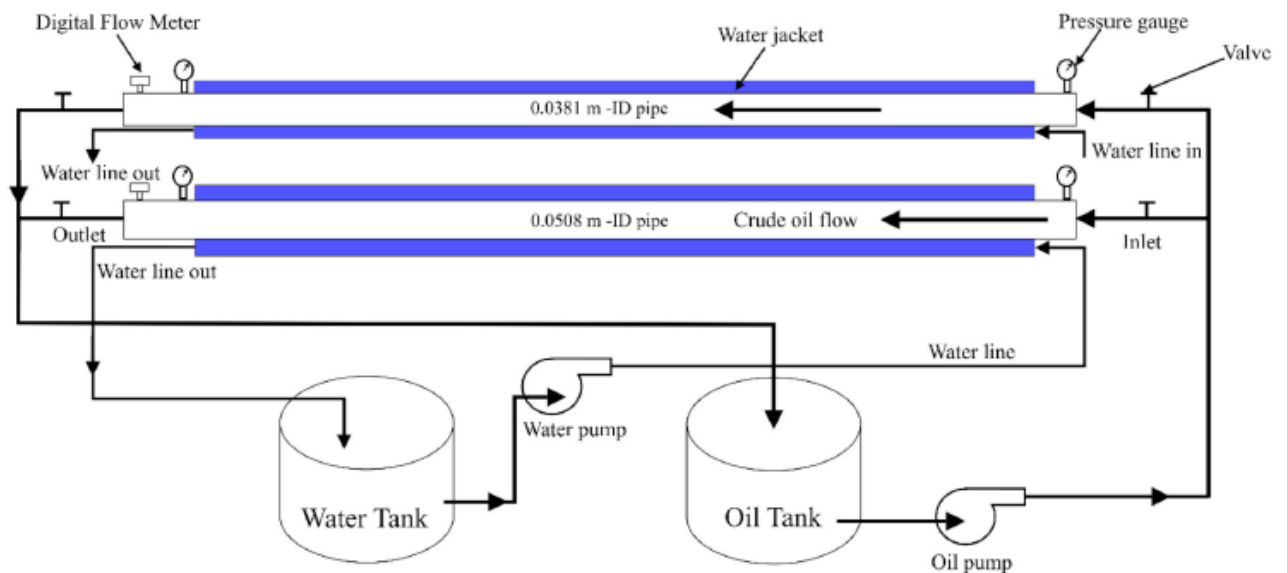 Digital Flow Meter
Water jacket
Pressure gauge
Valve
0.0381 m -ID pipe
Water line out
Water line in
0.0508 m -ID pipe
Crude oil flow
Outlet
Inlet
Water line out
Water line
Water pump
Water Tank
Oil Tank
Oil pump